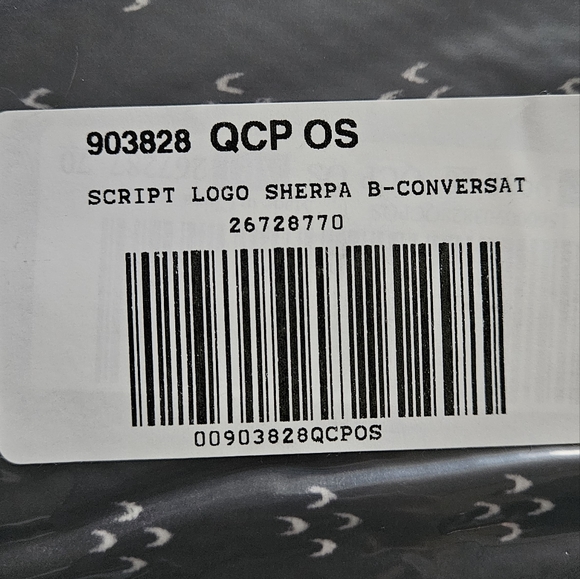 903828 QCP OS
SCRIPT LOGO SHERPA B-CONVERSAT
26728770
00903828QCPOS